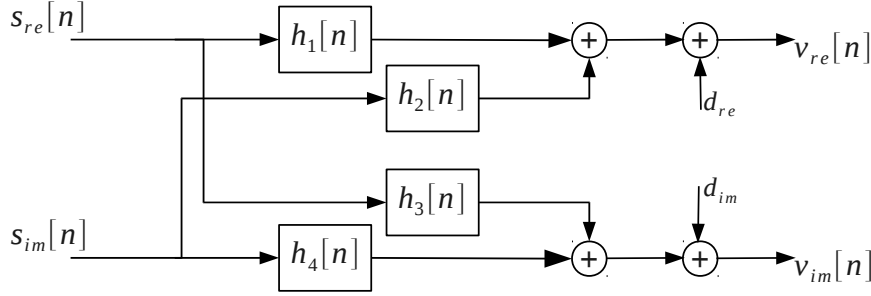 s_re[n]
h_1[n]
+
+
v_re[n]
h_2[n]
d_re
h_3[n]
d_im
s_im[n]
h_4[n]
+
+
v_im[n]